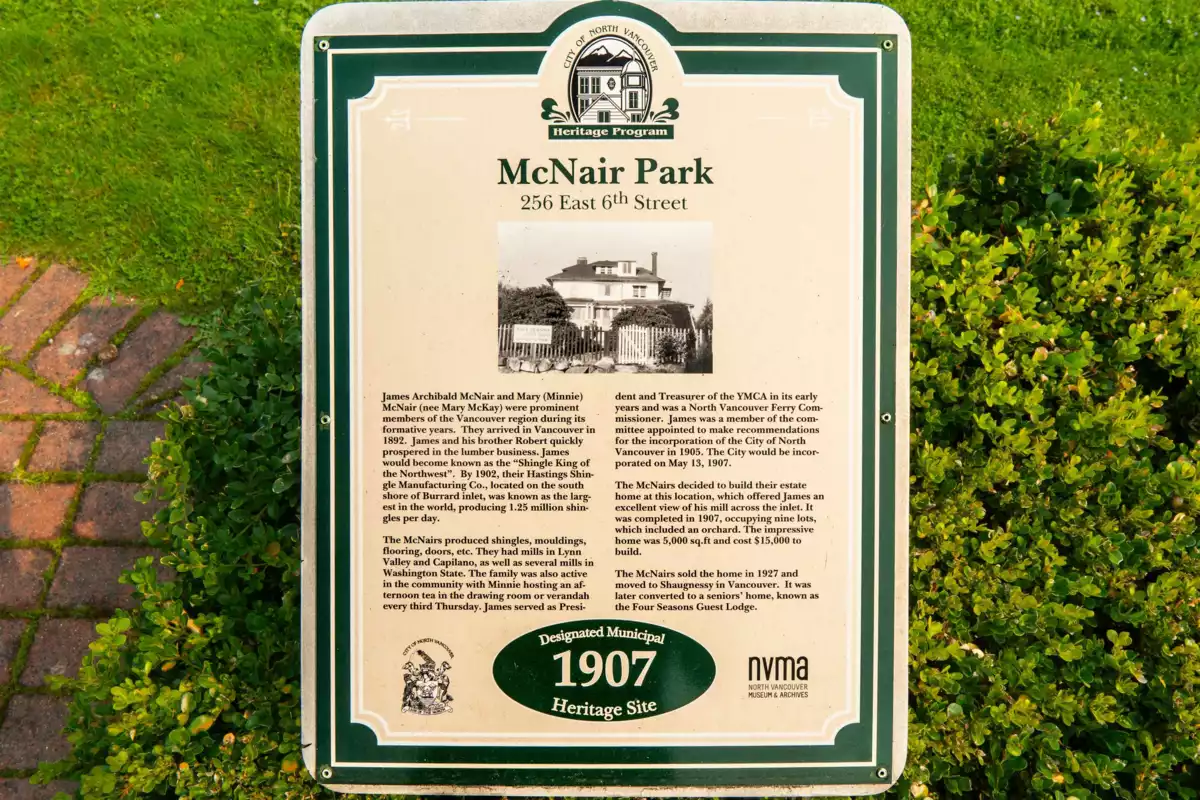 CITY OF NORTH VANCOUVER
Heritage Program
McNair Park
256 East 6th Street
James Archibald McNair and Mary (Minnie)
McNair (nee Mary McKay) were prominent
members of the Vancouver region during its
formative years. They arrived in Vancouver in
1892. James and his brother Robert quickly
prospered in the lumber business. James
would become known as the “Shingle King of
the Northwest”. By 1902, their Hastings Shin-
gle Manufacturing Co., located on the south
shore of Burrard inlet, was known as the larg-
est in the world, producing 1.25 million shin-
gles per day.
The McNairs produced shingles, mouldings,
flooring, doors, etc. They had mills in Lynn
Valley and Capilano, as well as several mills in
Washington State. The family was also active
in the community with Minnie hosting an af-
ternoon tea in the drawing room or verandah
every third Thursday. James served as Presi-
dent and Treasurer of the YMCA in its early
years and was a North Vancouver Ferry Com-
missioner. James was a member of the com-
mittee appointed to make recommendations
for the incorporation of the City of North
Vancouver in 1905. The City would be incor-
porated on May 13, 1907.
The McNairs decided to build their estate
home at this location, which offered James an
excellent view of his mill across the inlet. It
was completed in 1907, occupying nine lots,
which included an orchard. The impressive
home was 5,000 sq.ft and cost $15,000 to
build.
The McNairs sold the home in 1927 and
moved to Shaugnessy in Vancouver. It was
later converted to a seniors’ home, known as
the Four Seasons Guest Lodge.
CITY OF NORTH VANCOUVER
Designated Municipal
1907
Heritage Site
nvma
NORTH VANCOUVER
MUSEUM & ARCHIVES